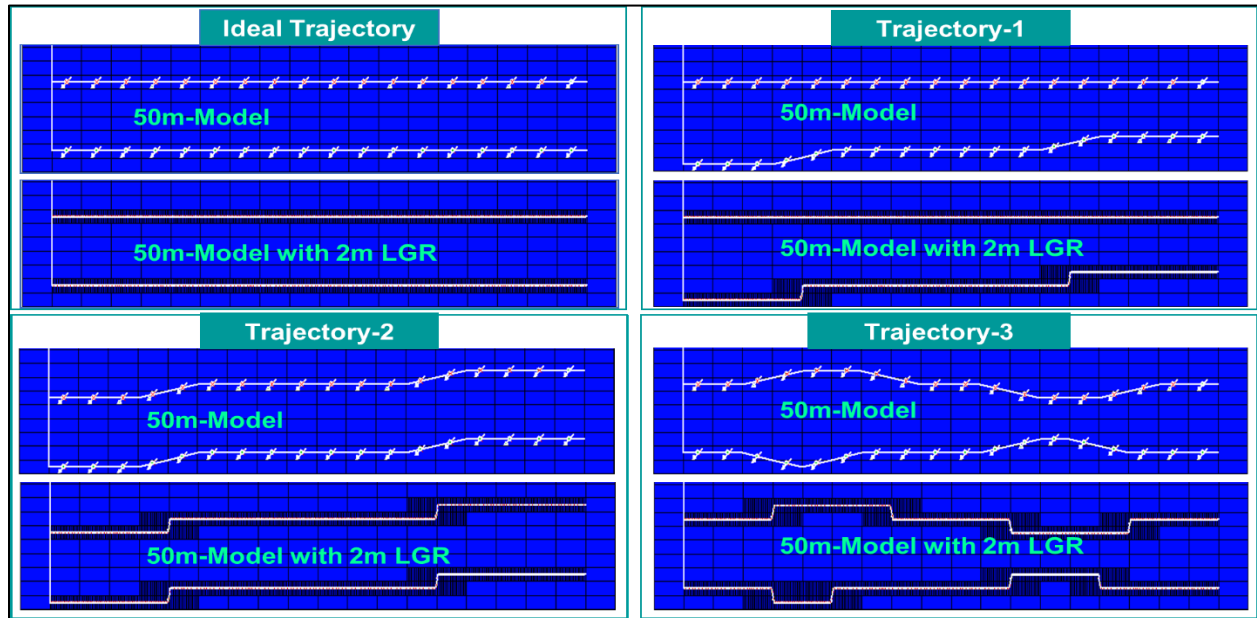 Ideal Trajectory
50m-Model
50m-Model with 2m LGR
Trajectory-1
50m-Model
50m-Model with 2m LGR
Trajectory-2
50m-Model
50m-Model with 2m LGR
Trajectory-3
50m-Model
50m-Model with 2m LGR